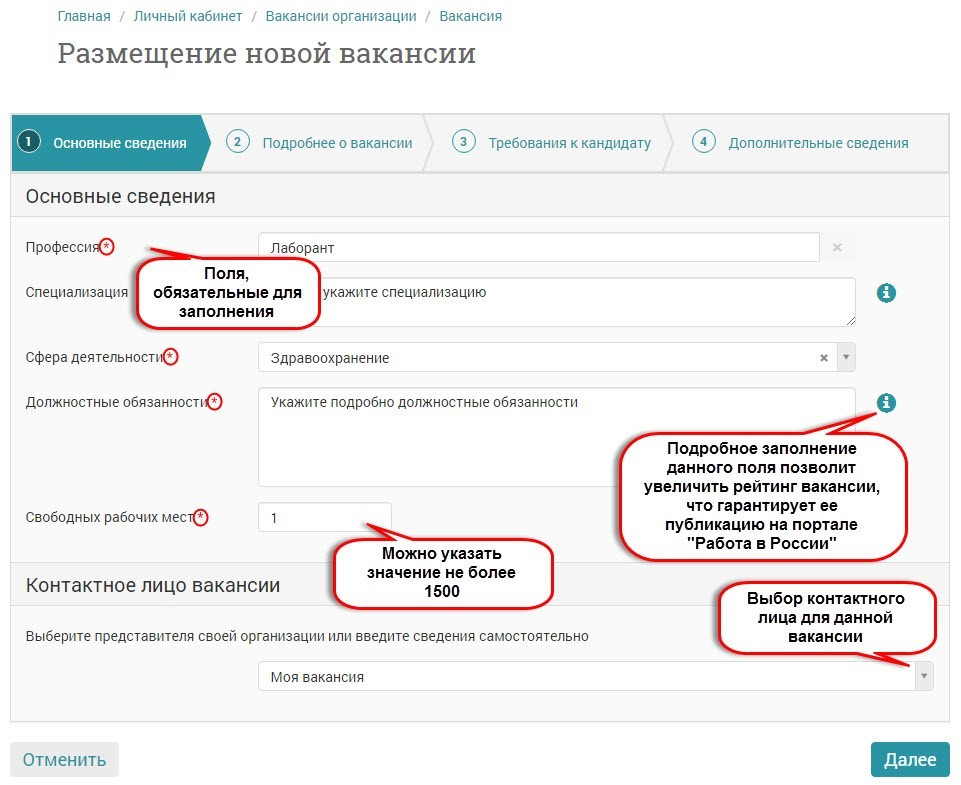 Главная / Личный кабинет / Вакансии организации / Вакансия
Размещение новой вакансии
1 Основные сведения
2 Подробнее о вакансии
3 Требования к кандидату
4 Дополнительные сведения
Основные сведения
Профессия*
Лаборант
Поля,
обязательные для
заполнения
Специализация
укажите специализацию
Сфера деятельности*
Здравоохранение
Должностные обязанности*
Укажите подробно должностные обязанности
Подробное заполнение
данного поля позволит
увеличить рейтинг вакансии,
что гарантирует ее
публикацию на портале
"Работа в России"
Свободных рабочих мест*
1
Можно указать
значение не более
1500
Контактное лицо вакансии
Выбор контактного
лица для данной
вакансии
Выберите представителя своей организации или введите сведения самостоятельно
Моя вакансия
Отменить
Далее